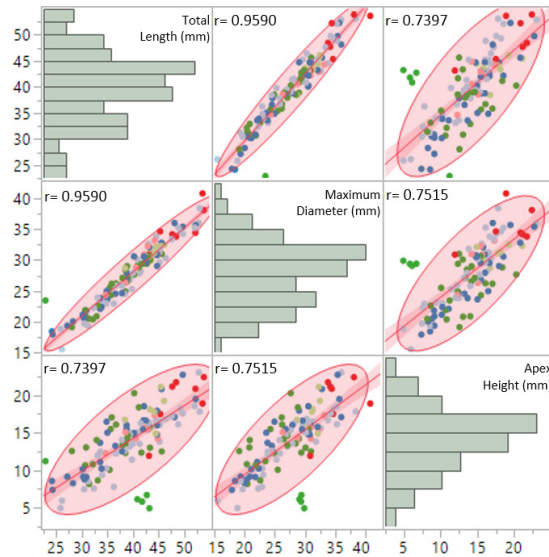 50
45
40
35
30
25
Total
Length (mm)
r= 0.9590
r= 0.7397
40
35
30
25
20
15
r= 0.9590
Maximum
Diameter (mm)
r= 0.7515
20
15
10
5
r= 0.7397
r= 0.7515
Apex
Height (mm)
25 30 35 40 45 50
15 20 25 30 35 40
5 10 15 20